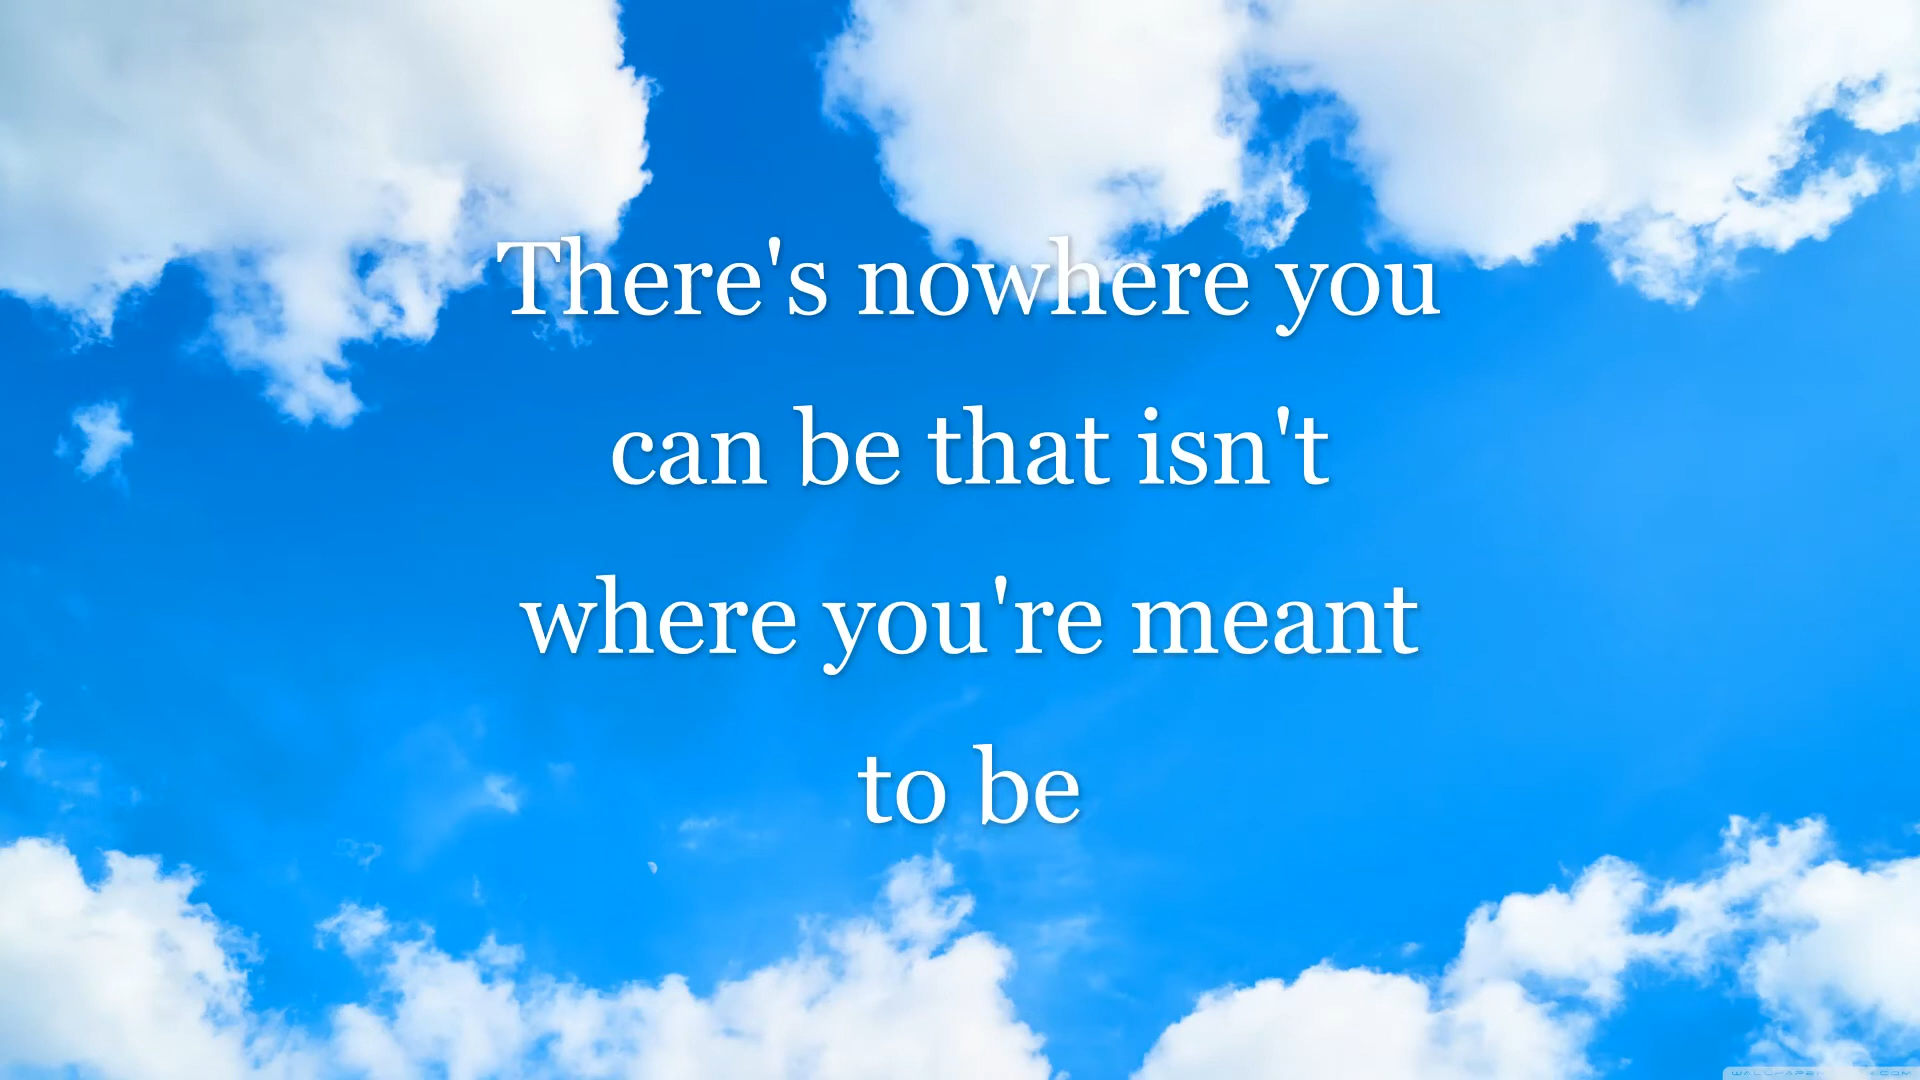 There's nowhere you
can be that isn't
where you're meant
to be